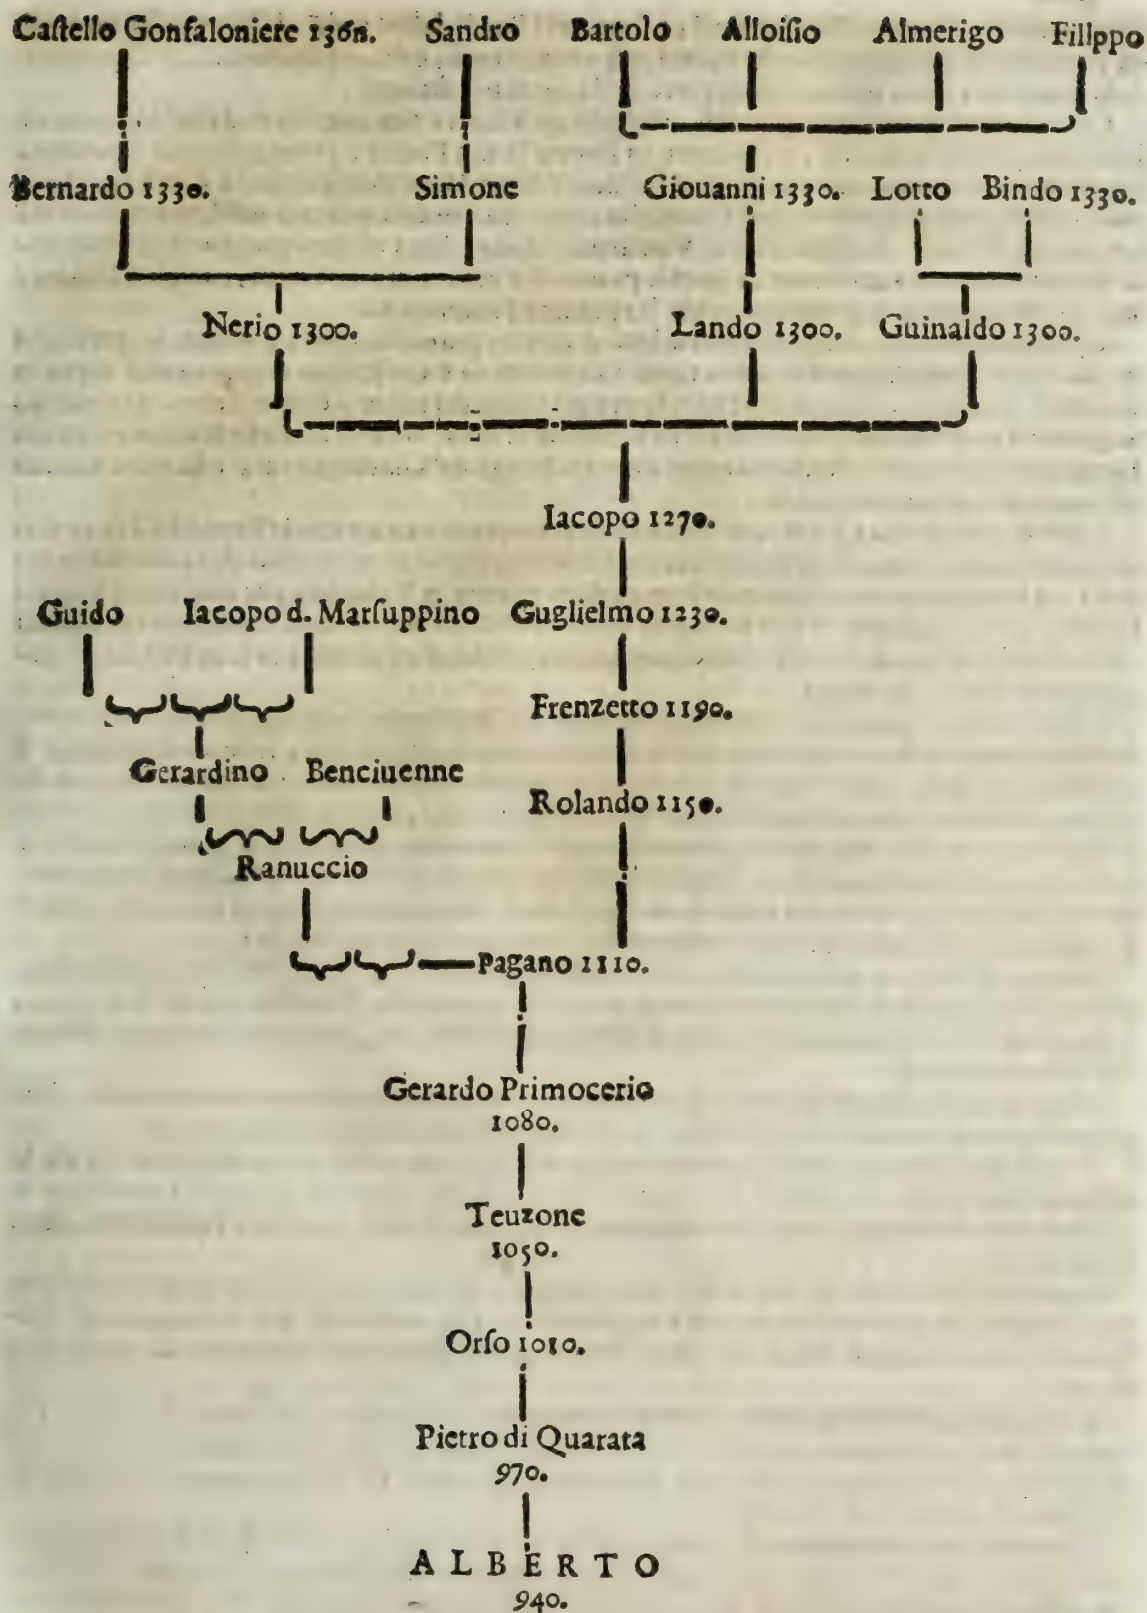 Caſtello Gonfaloniere 1368. Sandro Bartolo Alloiſio Almerigo Filippo
Bernardo 1330. Simone Giouanni 1330. Lotto Bindo 1330.
Nerio 1300. Lando 1300. Guinaldo 1300.
Iacopo 1270.
Guido Iacopo d. Marſuppino Guglielmo 1230.
Frenzetto 1190.
Gerardino Benciuenne
Rolando 1150.
Ranuccio
Pagano 1110.
Gerardo Primocerio
1080.
Teuzone
1050.
Orſo 1010.
Pietro di Quarata
970.
ALBERTO
940.